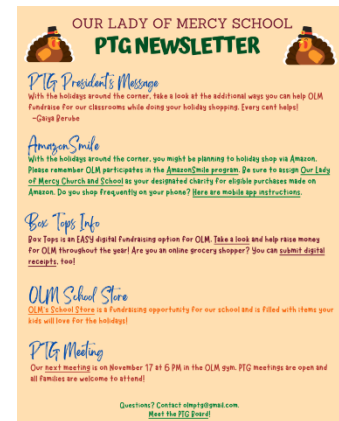 OUR LADY OF MERCY SCHOOL
PTG NEWSLETTER
PTG President's Message
With the holidays around the corner, take a look at the additional ways you can help OLM
fundraise for our classrooms while doing your holiday shopping. Every cent helps!
-Gaiya Berube
AmazonSmile
With the holidays around the corner, you might be planning to holiday shop via Amazon.
Please remember OLM participates in the AmazonSmile program. Be sure to assign Our Lady
of Mercy Church and School as your designated charity for eligible purchases made on
Amazon. Do you shop frequently on your phone? Here are mobile app instructions.
Box Tops Info
Box Tops is an EASY digital fundraising option for OLM. Take a look and help raise money
for OLM throughout the year! Are you an online grocery shopper? You can submit digital
receipts, too!
OLM School Store
OLM's School Store is a fundraising opportunity for our school and is filled with items your
kids will love for the holidays!
PTG Meeting
Our next meeting is on November 17 at 6 PM in the OLM gym. PTG meetings are open and
all families are welcome to attend!
Questions? Contact olmptg@gmail.com.
Meet the PTG Board!